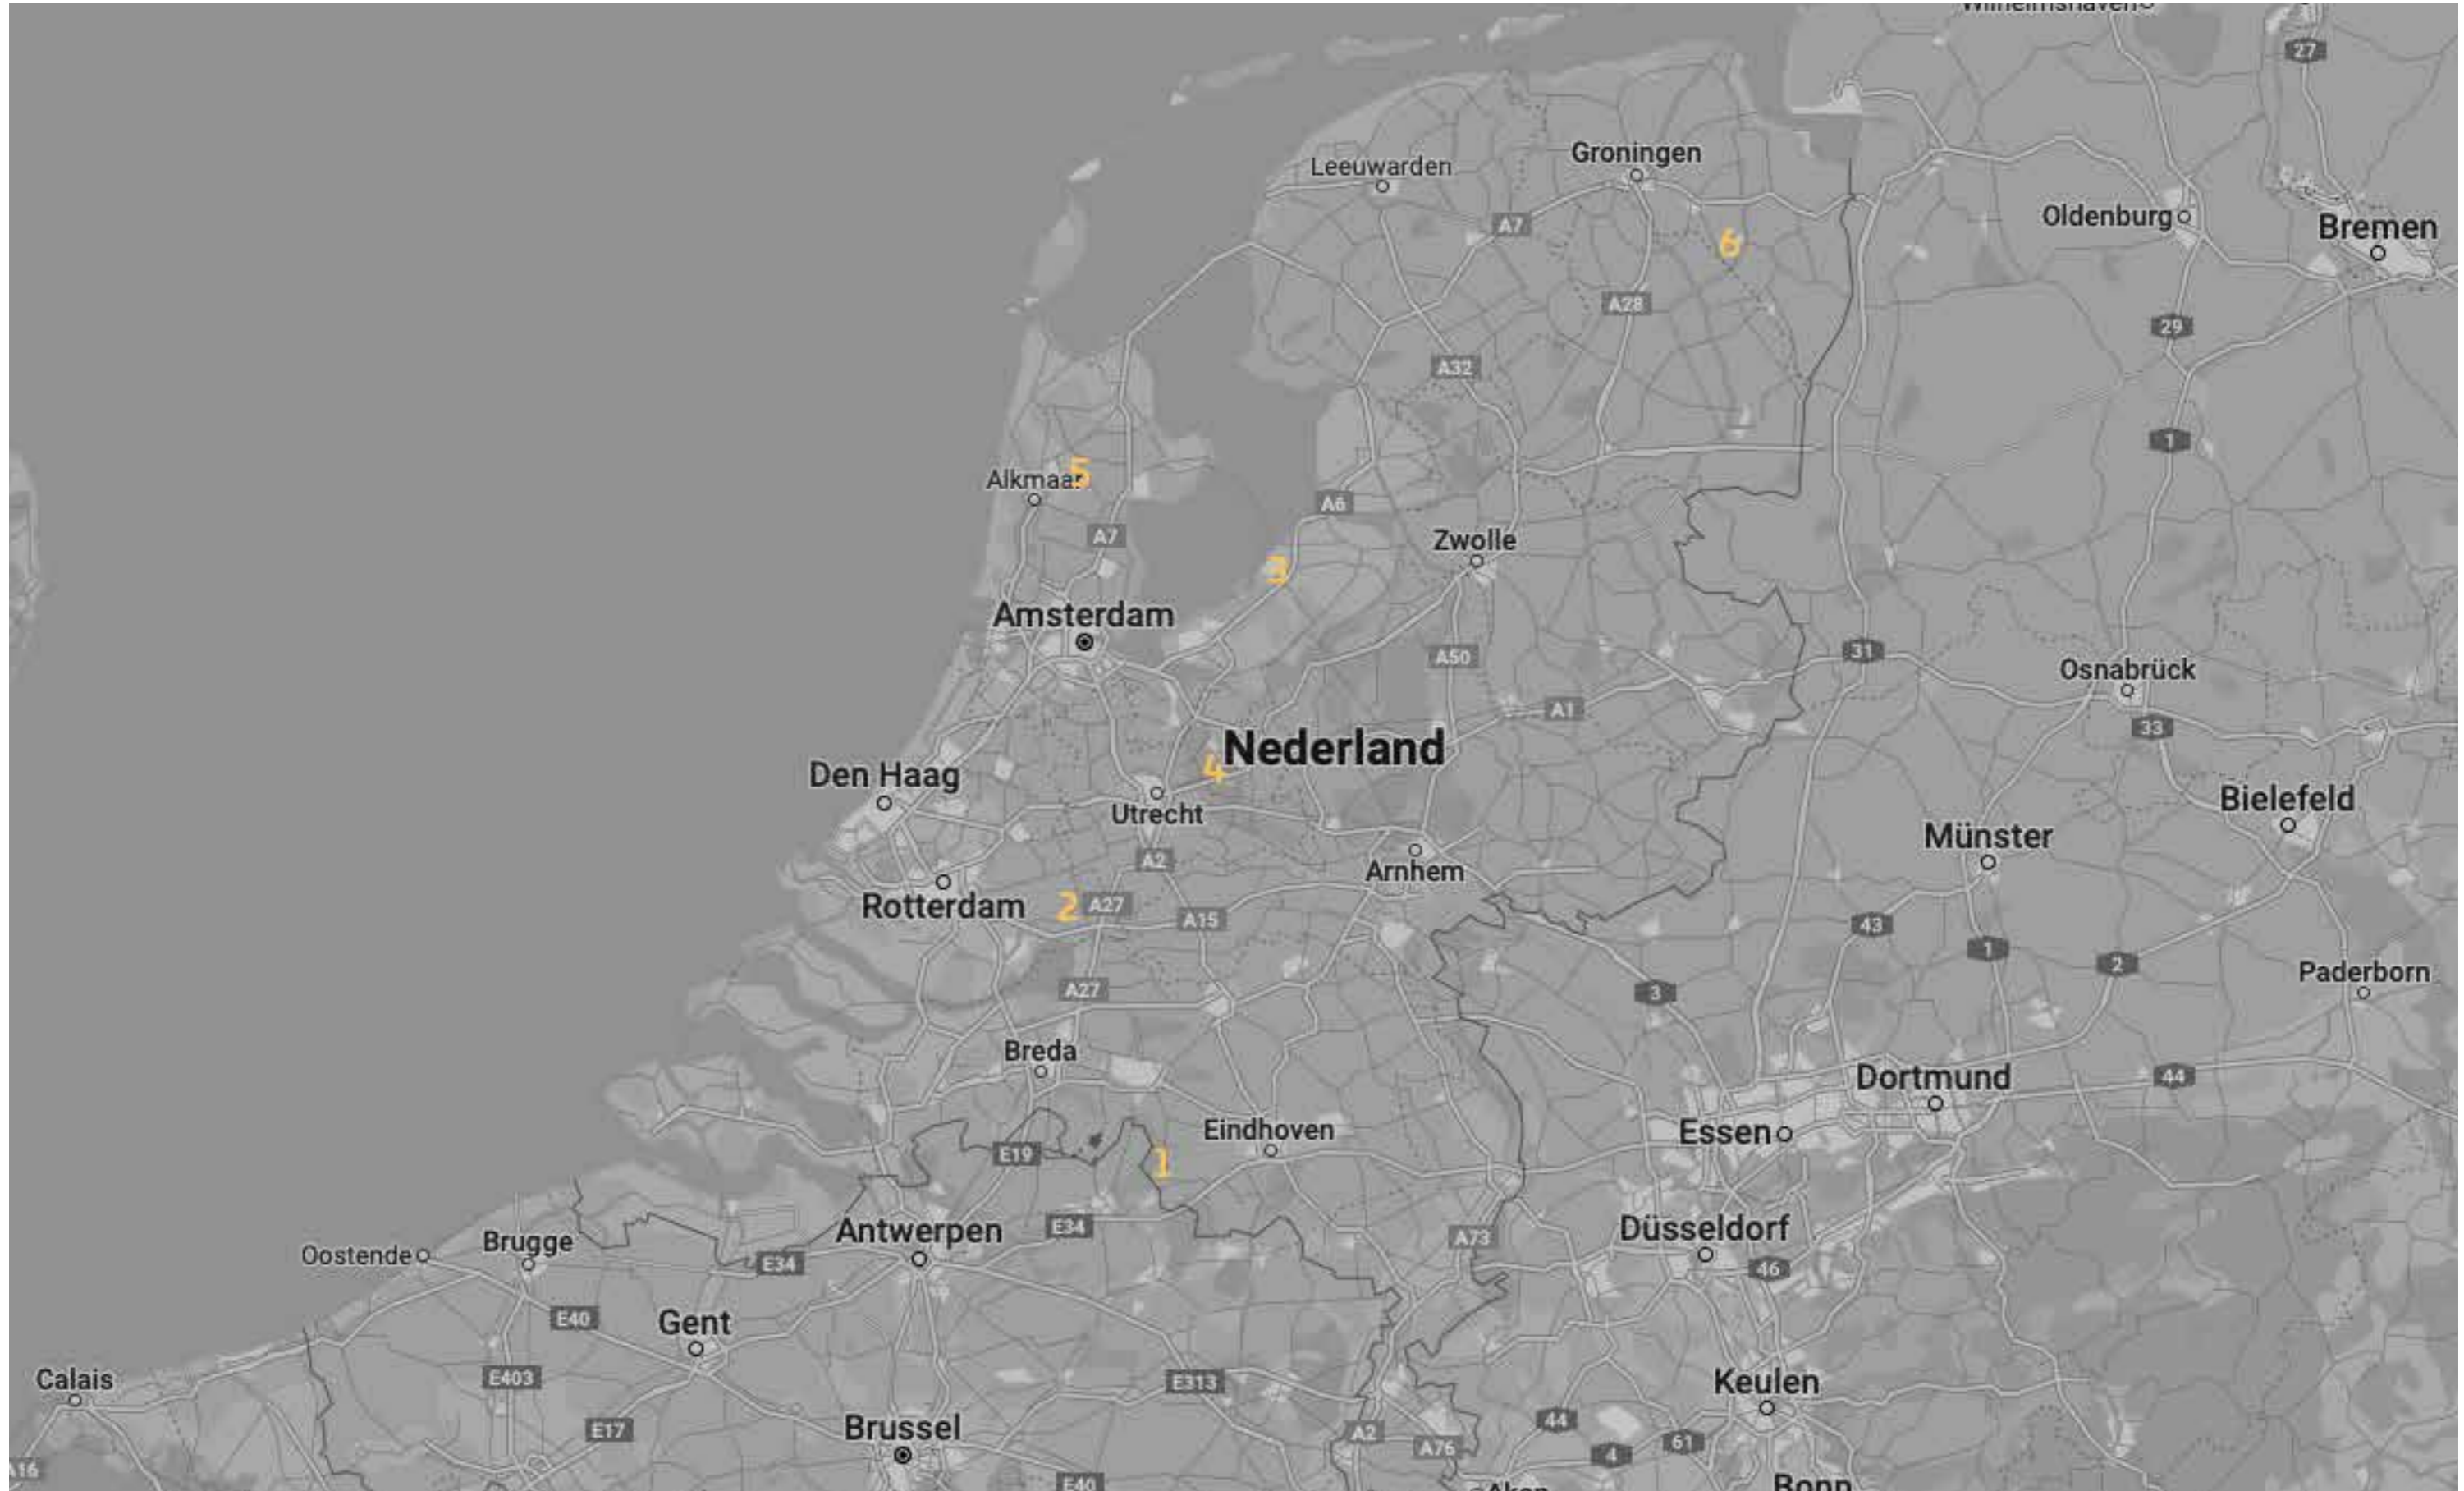 Wilhelmshaven
27
Groningen
Leeuwarden
Oldenburg
A7
Bremen
6
A28
29
A32
1
5
Alkmaar
A6
A7
Zwolle
3
Amsterdam
A50
31
Osnabrück
A1
33
Nederland
4
Den Haag
Utrecht
Bielefeld
Münster
A2
Arnhem
Rotterdam
2
A27
A15
43
1
2
Paderborn
A27
3
Breda
Dortmund
44
Eindhoven
Essen
E19
1
Antwerpen
E34
Düsseldorf
A73
Brugge
Oostende
E34
46
E40
Gent
Calais
E403
E313
Keulen
Brussel
E17
A2
A76
44
4
61
A16
E40
Aken
Bonn